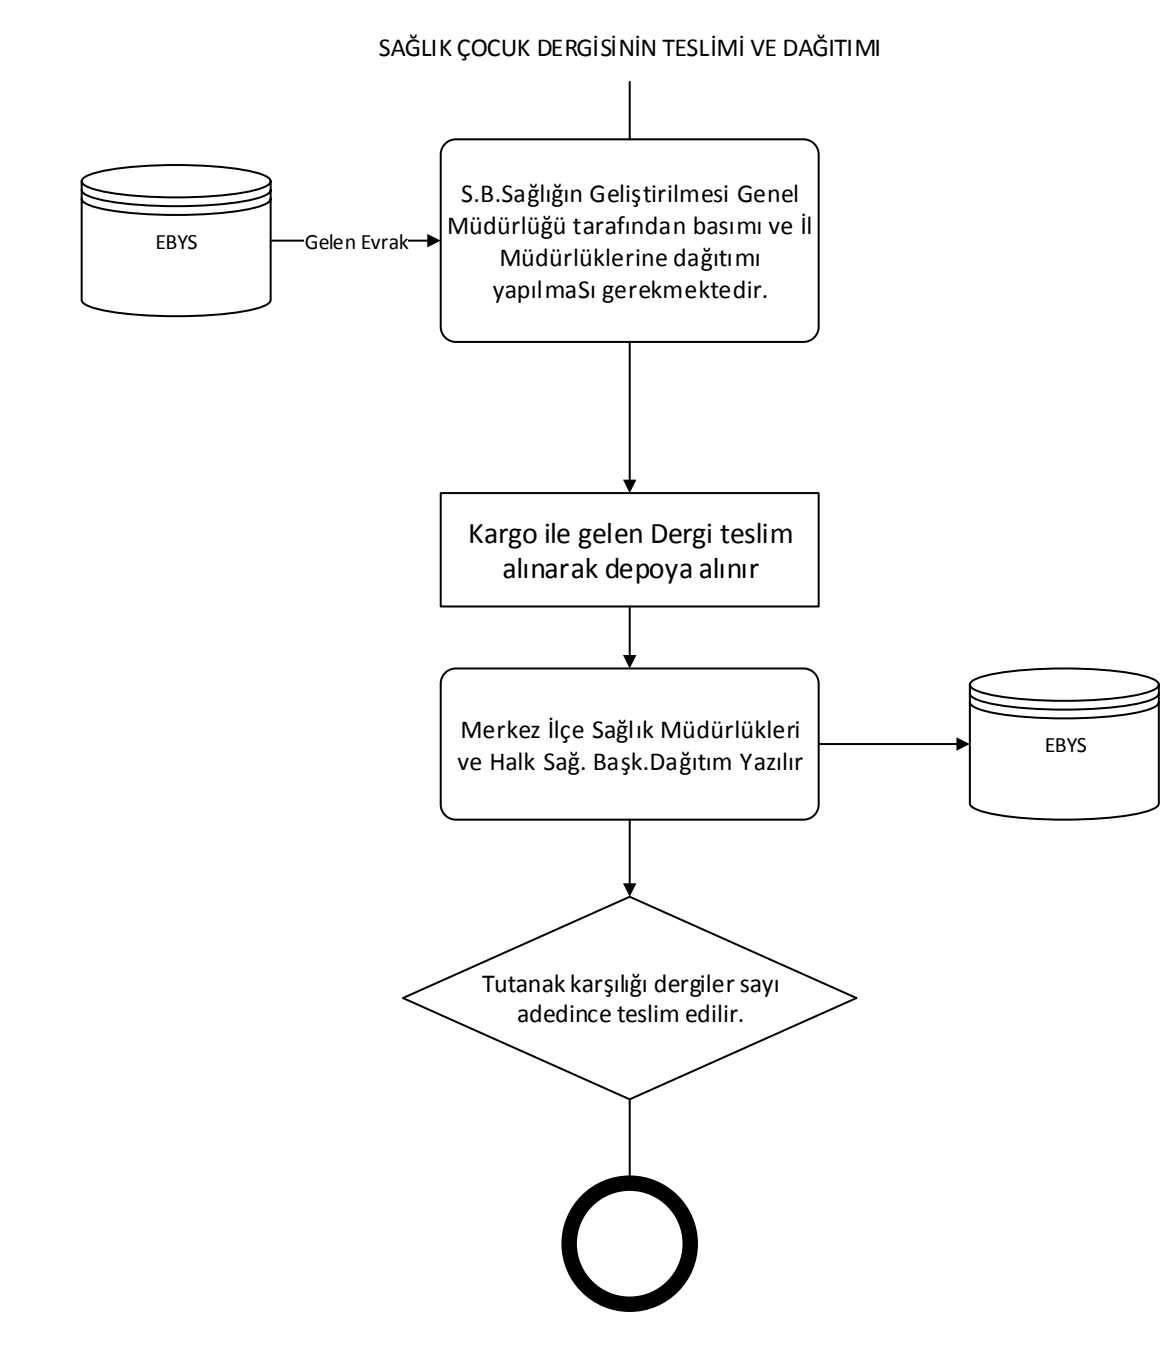 SAĞLIK ÇOCUK DERGİSİNİN TESLİMİ VE DAĞITIMI
EBYS
Gelen Evrak
S.B.Sağlığın Geliştirilmesi Genel
Müdürlüğü tarafından basımı ve İl
Müdürlüklerine dağıtımı
yapılmaSı gerekmektedir.
Kargo ile gelen Dergi teslim
alınarak depoya alınır
Merkez İlçe Sağlık Müdürlükleri
ve Halk Sağ. Başk.Dağıtım Yazılır
EBYS
Tutanak karşılığı dergiler sayı
adedince teslim edilir.